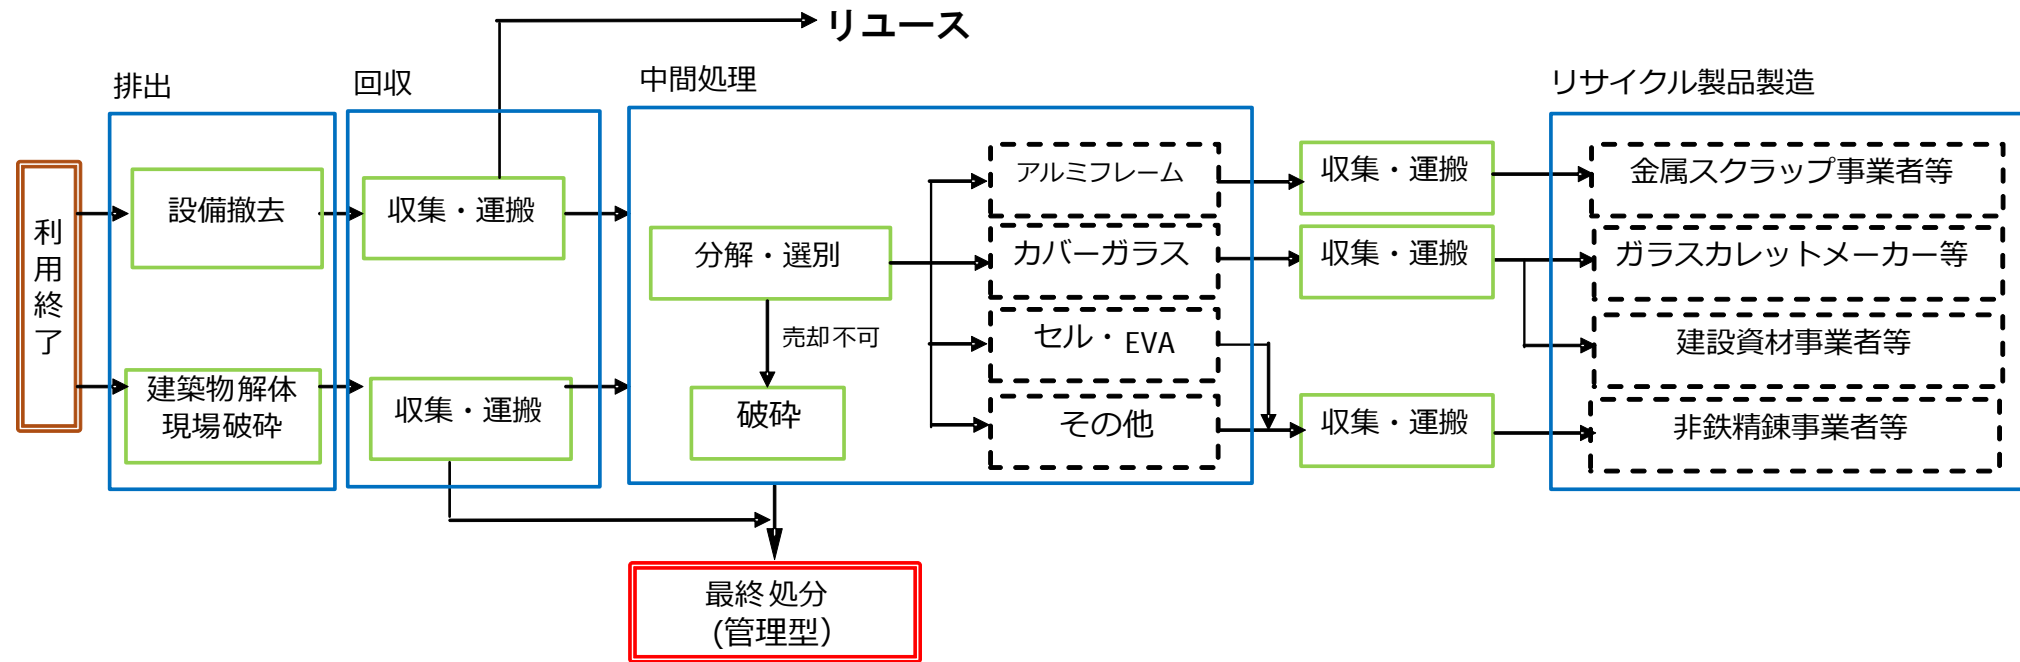 リユース
排出
回収
中間処理
リサイクル製品製造
利用終了
設備撤去
収集・運搬
分解・選別
売却不可
破砕
アルミフレーム
カバーガラス
セル・EVA
その他
収集・運搬
収集・運搬
収集・運搬
金属スクラップ事業者等
ガラスカレットメーカー等
建設資材事業者等
非鉄精錬事業者等
建築物解体
現場破砕
収集・運搬
最終処分
(管理型)